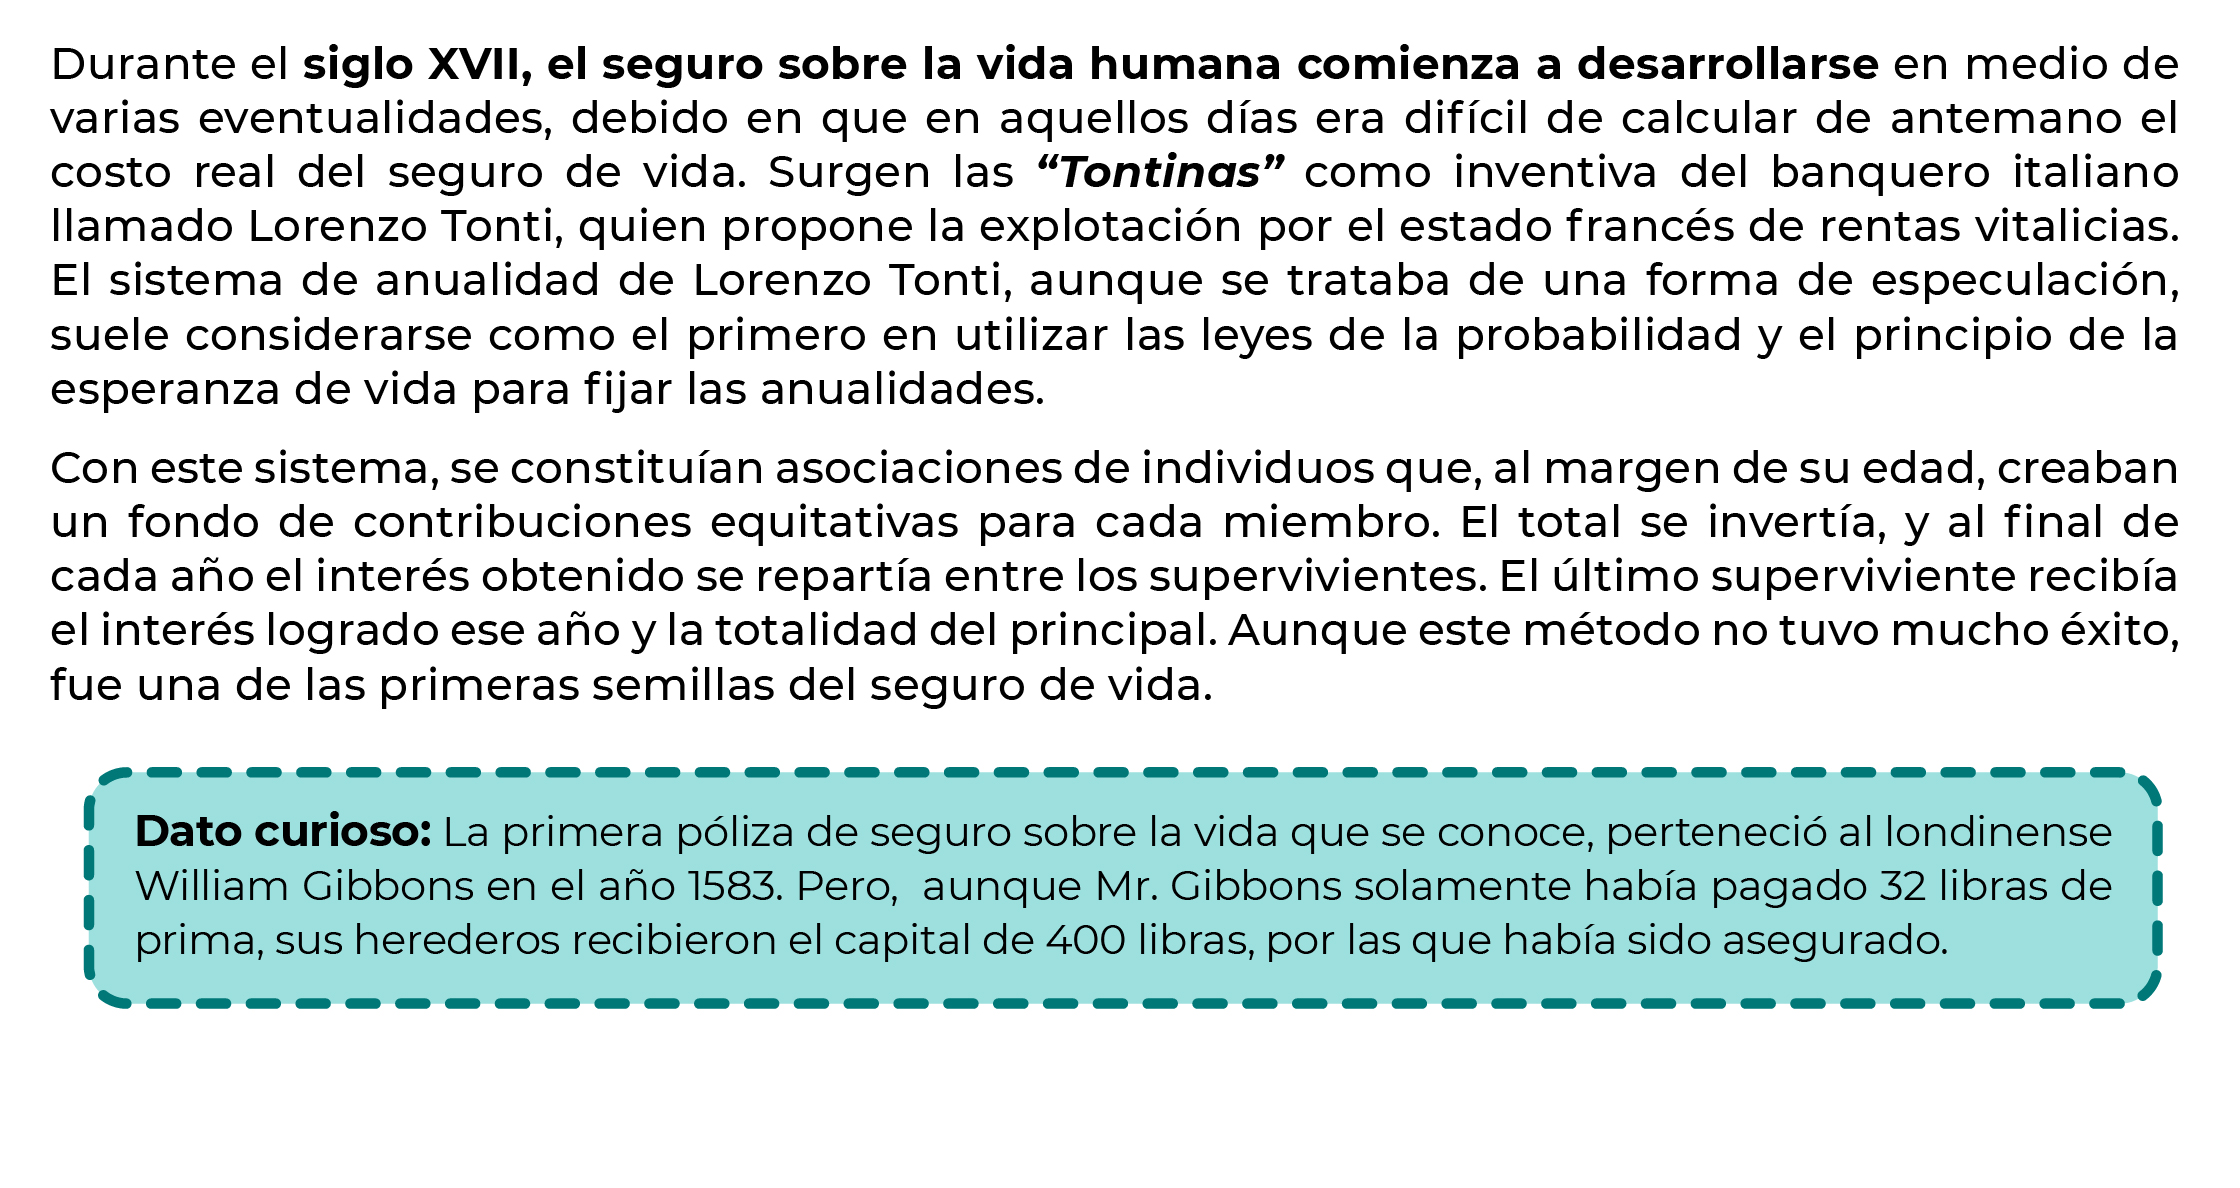 Durante el siglo XVII, el seguro sobre la vida humana comienza a desarrollarse en medio de
varias eventualidades, debido en que en aquellos días era difícil de calcular de antemano el
costo real del seguro de vida. Surgen las “Tontinas” como inventiva del banquero italiano
llamado Lorenzo Tonti, quien propone la explotación por el estado francés de rentas vitalicias.
El sistema de anualidad de Lorenzo Tonti, aunque se trataba de una forma de especulación,
suele considerarse como el primero en utilizar las leyes de la probabilidad y el principio de la
esperanza de vida para fijar las anualidades.
Con este sistema, se constituían asociaciones de individuos que, al margen de su edad, creaban
un fondo de contribuciones equitativas para cada miembro. El total se invertía, y al final de
cada año el interés obtenido se repartía entre los supervivientes. El último superviviente recibía
el interés logrado ese año y la totalidad del principal. Aunque este método no tuvo mucho éxito,
fue una de las primeras semillas del seguro de vida.
Dato curioso: La primera póliza de seguro sobre la vida que se conoce, perteneció al londinense
William Gibbons en el año 1583. Pero,  aunque Mr. Gibbons solamente había pagado 32 libras de
prima, sus herederos recibieron el capital de 400 libras, por las que había sido asegurado.